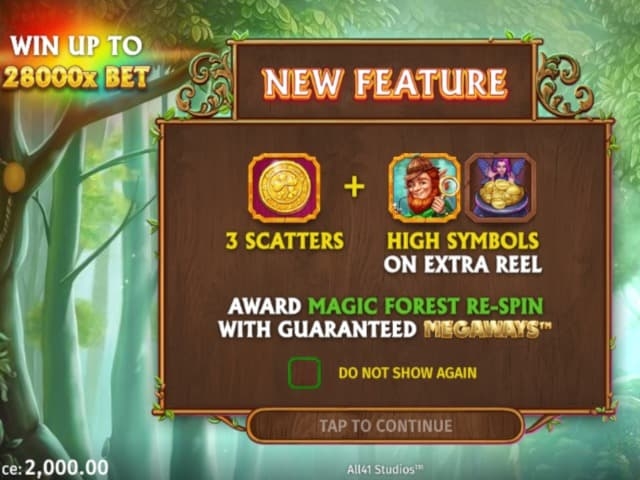 WIN UP TO
28000x BET
NEW FEATURE
+
3 SCATTERS
HIGH SYMBOLS
ON EXTRA REEL
AWARD MAGIC FOREST RE-SPIN
WITH GUARANTEED MEGAWAYS™
DO NOT SHOW AGAIN
TAP TO CONTINUE
ce: 2,000.00
All41 Studios™